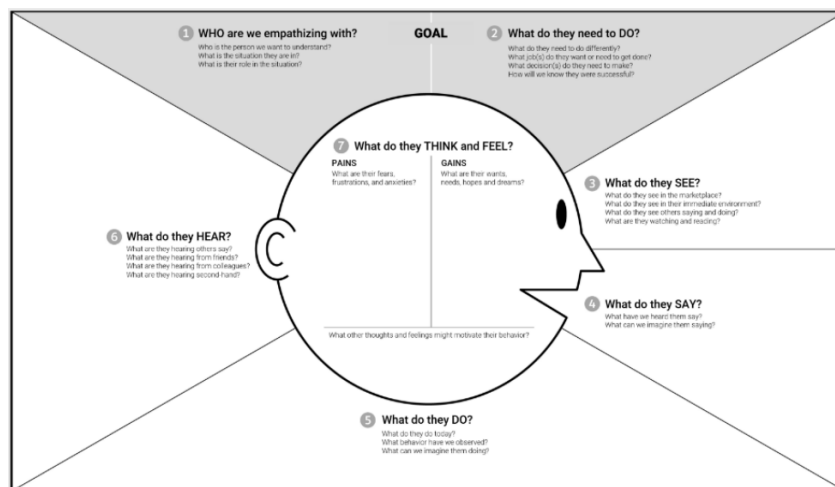 1 WHO are we empathizing with?
Who is the person we want to understand?
What is the situation they are in?
What is their role in the situation?
GOAL
2 What do they need to DO?
What do they need to do differently?
What job(s) do they want or need to get done?
What decision(s) do they need to make?
How will we know they were successful?
3 What do they SEE?
What do they see in the marketplace?
What do they see in their immediate environment?
What do they see others saying and doing?
What are they watching and reading?
4 What do they SAY?
What have we heard them say?
What can we imagine them saying?
5 What do they DO?
What do they do today?
What behavior have we observed?
What can we imagine them doing?
6 What do they HEAR?
What are they hearing others say?
What are they hearing from friends?
What are they hearing from colleagues?
What are they hearing second-hand?
7 What do they THINK and FEEL?
PAINS
What are their fears,
frustrations, and anxieties?
GAINS
What are their wants,
needs, hopes and dreams?
What other thoughts and feelings might motivate their behavior?